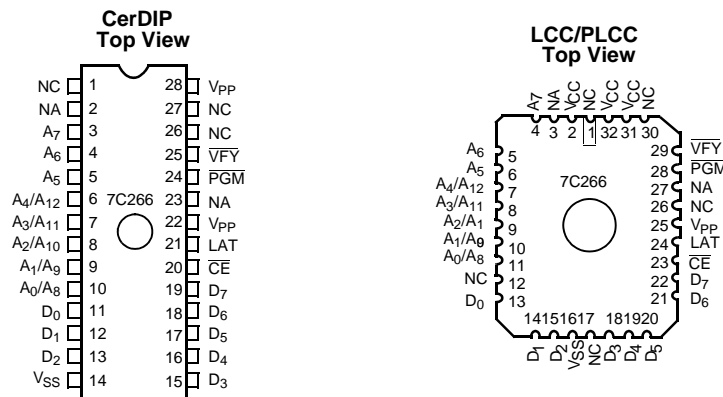 CerDIP
Top View
NC 1 28 VPP
NA 2 27 NC
A7 3 26 NC
A6 4 25 VFY
A5 5 24 PGM
A4/A12 6 7C266 23 NA
A3/A11 7 22 VPP
A2/A10 8 21 LAT
A1/A9 9 20 CE
A0/A8 10 19 D7
D0 11 18 D6
D1 12 17 D5
D2 13 16 D4
VSS 14 15 D3
LCC/PLCC
Top View
A7 NA VCC NC VCC VCC NC
4 3 2 1 32 31 30
A6 5 29 VFY
A5 6 28 PGM
A4/A12 7 7C266 27 NA
A3/A11 8 26 NC
A2/A1 9 25 VPP
A1/A9 10 24 LAT
A0/A8 11 23 CE
NC 12 22 D7
D0 13 21 D6
14 15 16 17 18 19 20
D1 D2 VSS NC D3 D4 D5